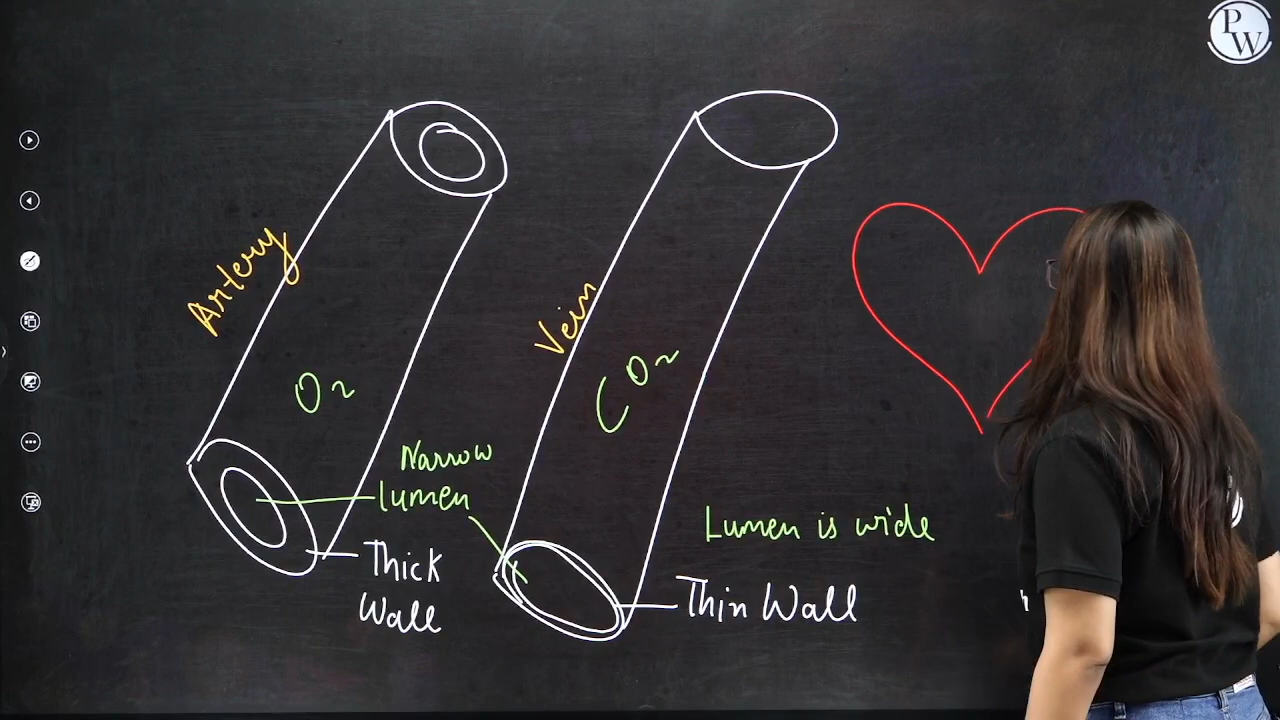 PW
Artery
Vein
O2
CO2
Narrow
lumen
Lumen is wide
Thick
Wall
Thin Wall